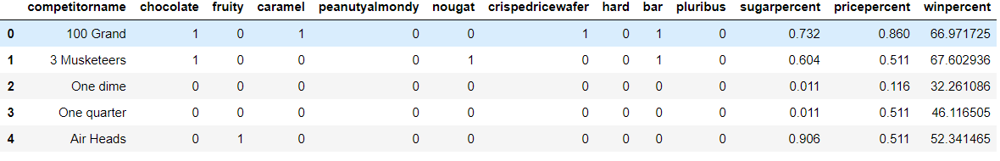 competitorname chocolate fruity caramel peanutyalmondy nougat crispedricewafer hard bar pluribus sugarpercent pricepercent winpercent
0 100 Grand 1 0 1 0 0 1 0 1 0 0.732 0.860 66.971725
1 3 Musketeers 1 0 0 0 1 0 0 1 0 0.604 0.511 67.602936
2 One dime 0 0 0 0 0 0 0 0 0 0.011 0.116 32.261086
3 One quarter 0 0 0 0 0 0 0 0 0 0.011 0.511 46.116505
4 Air Heads 0 1 0 0 0 0 0 0 0 0.906 0.511 52.341465